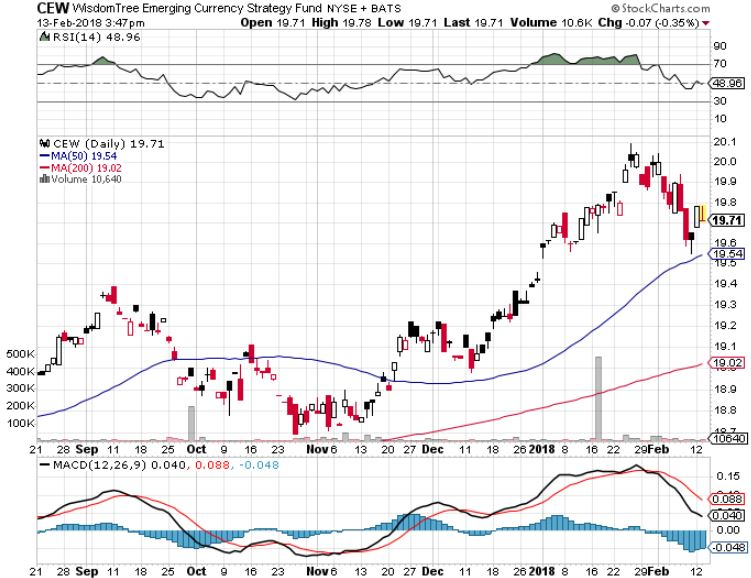 CEW WisdomTree Emerging Currency Strategy Fund NYSE + BATS © StockCharts.com
13-Feb-2018 3:47pm Open 19.71 High 19.78 Low 19.71 Last 19.71 Volume 10.6K Chg -0.07 (-0.35%)
RSI(14) 48.96
90
70
48.96
30
10
CEW (Daily) 19.71
MA(50) 19.54
MA(200) 19.02
Volume 10,640
20.1
20.0
19.9
19.8
19.71
19.6
19.54
19.5
19.4
19.3
19.2
19.1
19.02
18.9
18.8
18.7
10640
500K
400K
300K
200K
100K
21 28 Sep 11 18 25 Oct 9 16 23 Nov 6 13 20 27 Dec 11 18 26 2018 8 16 22 29 Feb 12
MACD(12,26,9) 0.040, 0.088, -0.048
0.15
0.088
0.040
0.00
-0.048
21 28 Sep 11 18 25 Oct 9 16 23 Nov 6 13 20 27 Dec 11 18 26 2018 8 16 22 29 Feb 12